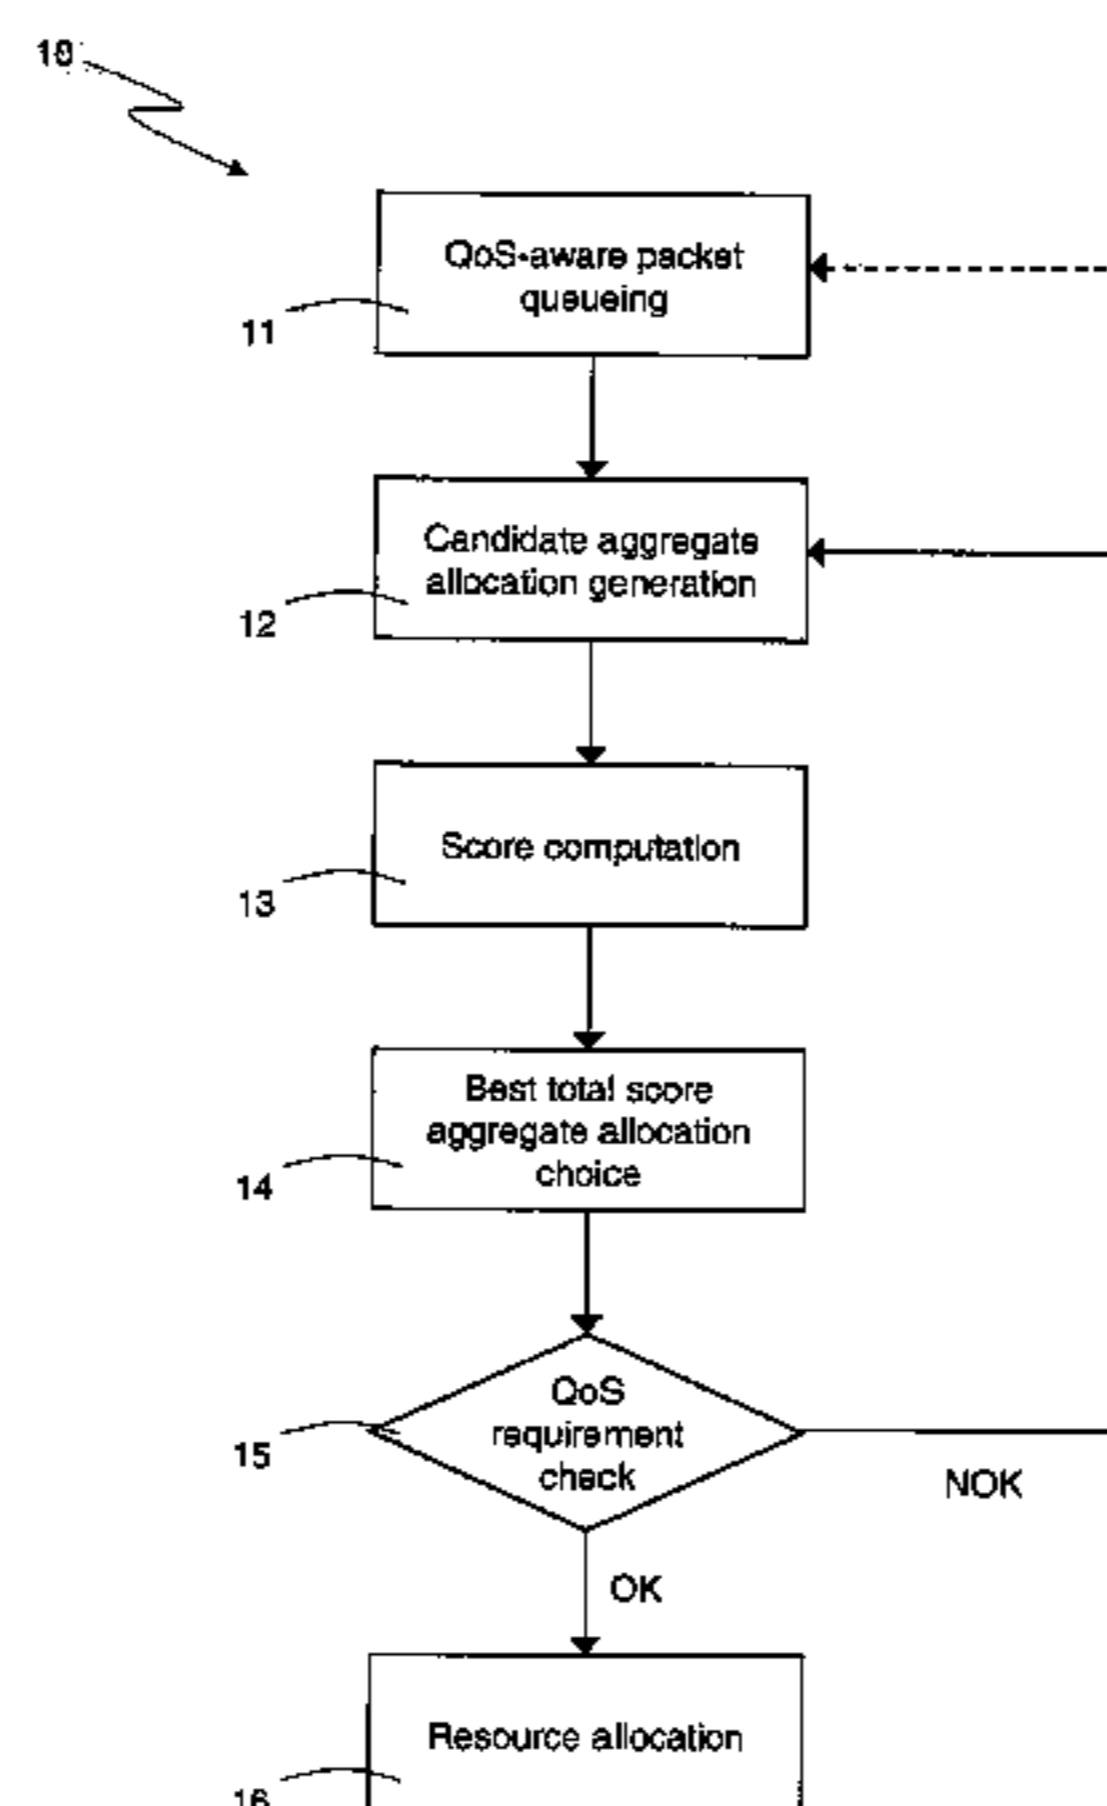 10
QoS-aware packet
queueing
11
Candidate aggregate
allocation generation
12
Score computation
13
Best total score
aggregate allocation
choice
14
QoS
requirement
check
15
NOK
OK
Resource allocation
16